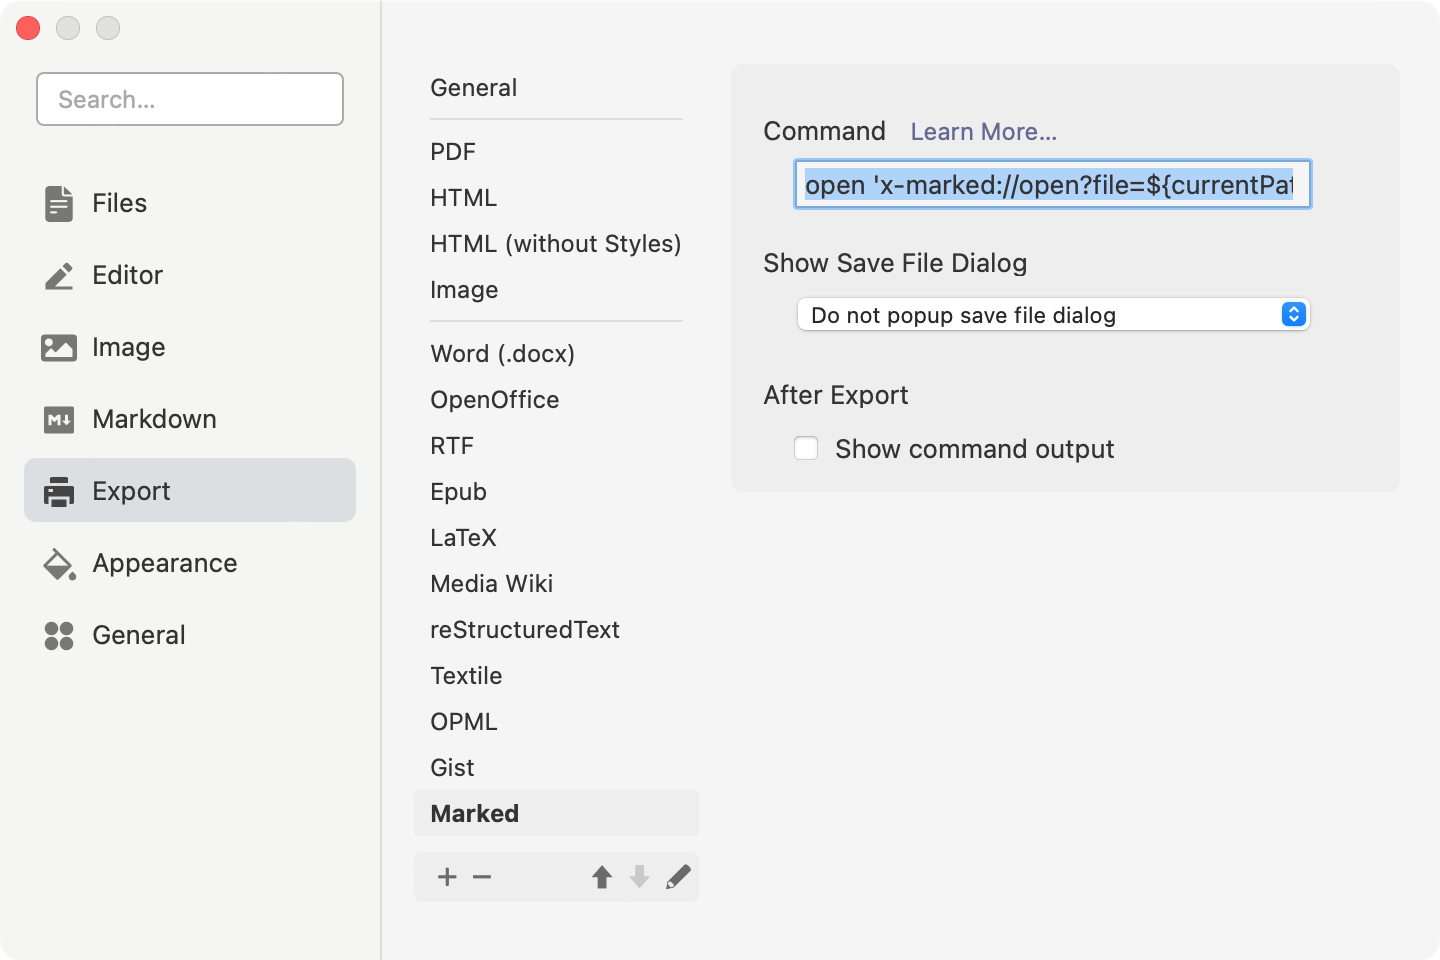 Search...
Files
Editor
Image
Markdown
Export
Appearance
General
General
PDF
HTML
HTML (without Styles)
Image
Word (.docx)
OpenOffice
RTF
Epub
LaTeX
Media Wiki
reStructuredText
Textile
OPML
Gist
Marked
Command Learn More...
open 'x-marked://open?file=${currentPat
Show Save File Dialog
Do not popup save file dialog
After Export
Show command output